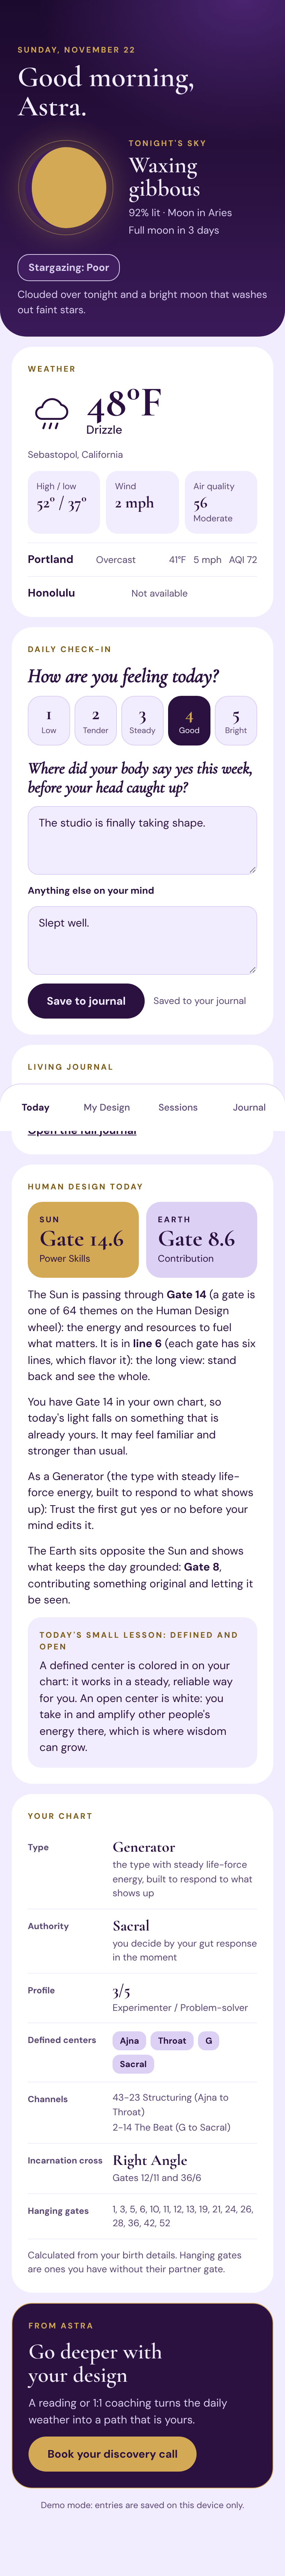 SUNDAY, NOVEMBER 22
Good morning,
Astra.
TONIGHT'S SKY
Waxing
gibbous
92% lit · Moon in Aries
Full moon in 3 days
Stargazing: Poor
Clouded over tonight and a bright moon that washes
out faint stars.
WEATHER
48°F
Drizzle
Sebastopol, California
High / low
52° / 37°
Wind
2 mph
Air quality
56
Moderate
Portland Overcast 41°F 5 mph AQI 72
Honolulu Not available
DAILY CHECK-IN
How are you feeling today?
1 2 3 4 5
Low Tender Steady Good Bright
Where did your body say yes this week,
before your head caught up?
The studio is finally taking shape.
Anything else on your mind
Slept well.
Save to journal Saved to your journal
LIVING JOURNAL
Today My Design Sessions Journal
Open the full journal
HUMAN DESIGN TODAY
SUN
Gate 14.6
Power Skills
EARTH
Gate 8.6
Contribution
The Sun is passing through Gate 14 (a gate is
one of 64 themes on the Human Design
wheel): the energy and resources to fuel
what matters. It is in line 6 (each gate has six
lines, which flavor it): the long view: stand
back and see the whole.
You have Gate 14 in your own chart, so
today's light falls on something that is
already yours. It may feel familiar and
stronger than usual.
As a Generator (the type with steady life-
force energy, built to respond to what shows
up): Trust the first gut yes or no before your
mind edits it.
The Earth sits opposite the Sun and shows
what keeps the day grounded: Gate 8,
contributing something original and letting it
be seen.
TODAY'S SMALL LESSON: DEFINED AND
OPEN
A defined center is colored in on your
chart: it works in a steady, reliable way
for you. An open center is white: you
take in and amplify other people's
energy there, which is where wisdom
can grow.
YOUR CHART
Type Generator
the type with steady life-force
energy, built to respond to what
shows up
Authority Sacral
you decide by your gut response
in the moment
Profile 3/5
Experimenter / Problem-solver
Defined centers Ajna Throat G
Sacral
Channels 43-23 Structuring (Ajna to
Throat)
2-14 The Beat (G to Sacral)
Incarnation cross Right Angle
Gates 12/11 and 36/6
Hanging gates 1, 3, 5, 6, 10, 11, 12, 13, 19, 21, 24, 26,
28, 36, 42, 52
Calculated from your birth details. Hanging gates
are ones you have without their partner gate.
FROM ASTRA
Go deeper with
your design
A reading or 1:1 coaching turns the daily
weather into a path that is yours.
Book your discovery call
Demo mode: entries are saved on this device only.